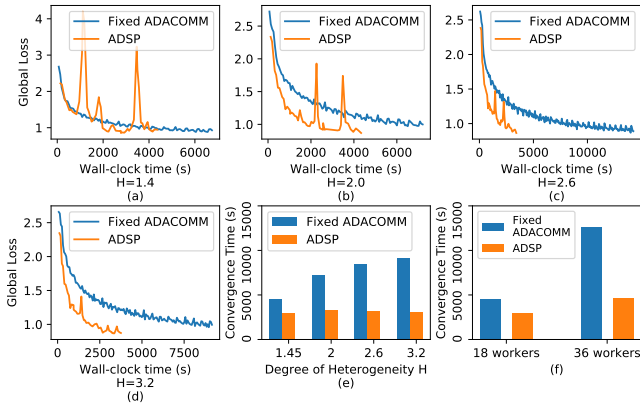 Fixed ADACOMM
ADSP
Global Loss
4
3
2
1
0
2000
4000
6000
Wall-clock time (s)
H=1.4
(a)
Fixed ADACOMM
ADSP
2.5
2.0
1.5
1.0
0
2000
4000
6000
Wall-clock time (s)
H=2.0
(b)
Fixed ADACOMM
ADSP
2.5
2.0
1.5
1.0
0
5000
10000
Wall-clock time (s)
H=2.6
(c)
Fixed ADACOMM
ADSP
Global Loss
2.5
2.0
1.5
1.0
0
2500
5000
7500
Wall-clock time (s)
H=3.2
(d)
Fixed ADACOMM
ADSP
Convergence Time (s)
15000
10000
5000
0
1.45
2
2.6
3.2
Degree of Heterogeneity H
(e)
Fixed
ADACOMM
ADSP
Convergence Time (s)
15000
10000
5000
0
18 workers
36 workers
(f)